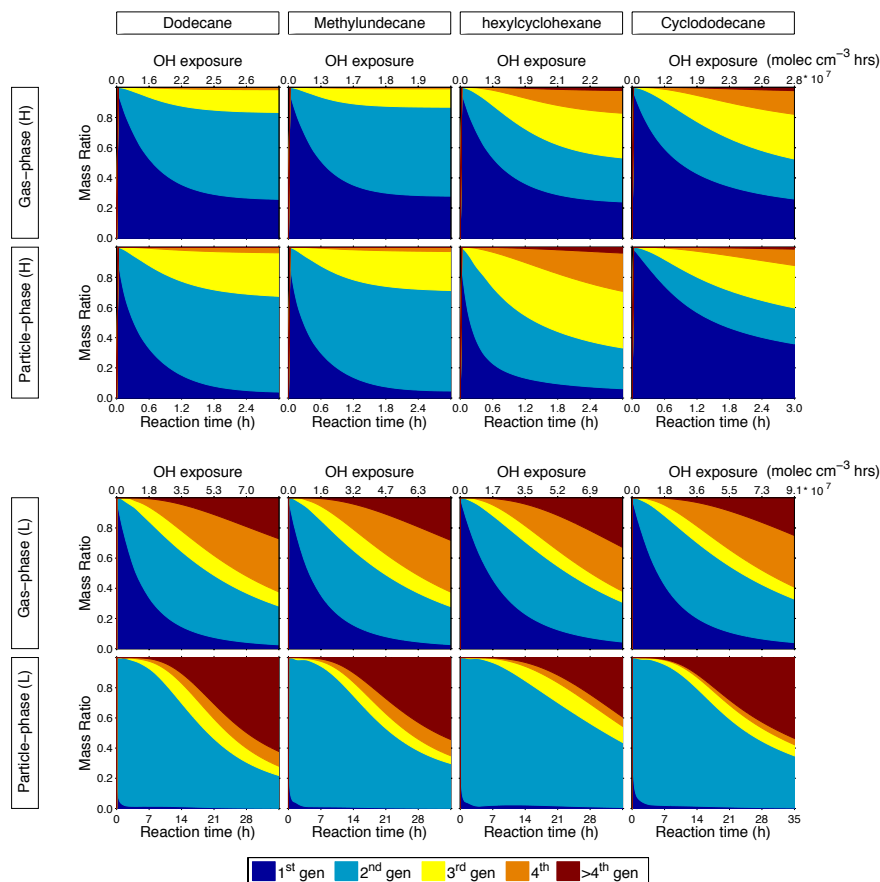 Dodecane Methylundecane hexylcyclohexane Cyclododecane
OH exposure OH exposure OH exposure OH exposure (molec cm⁻³ hrs)
0.0 1.6 2.2 2.5 2.6 0.0 1.3 1.7 1.8 1.9 0.0 1.3 1.9 2.1 2.2 0.0 1.2 1.9 2.3 2.6 2.8 * 10⁷
Gas-phase (H)
Mass Ratio
0.8
0.6
0.4
0.2
0.0
Particle-phase (H)
Mass Ratio
0.8
0.6
0.4
0.2
0.0
0.0 0.6 1.2 1.8 2.4 0.0 0.6 1.2 1.8 2.4 0.0 0.6 1.2 1.8 2.4 0.0 0.6 1.2 1.8 2.4 3.0
Reaction time (h) Reaction time (h) Reaction time (h) Reaction time (h)
OH exposure OH exposure OH exposure OH exposure (molec cm⁻³ hrs)
0.0 1.8 3.5 5.3 7.0 0.0 1.6 3.2 4.7 6.3 0.0 1.7 3.5 5.2 6.9 0.0 1.8 3.6 5.5 7.3 9.1 * 10⁷
Gas-phase (L)
Mass Ratio
0.8
0.6
0.4
0.2
0.0
Particle-phase (L)
Mass Ratio
0.8
0.6
0.4
0.2
0.0
0 7 14 21 28 0 7 14 21 28 0 7 14 21 28 0 7 14 21 28 35
Reaction time (h) Reaction time (h) Reaction time (h) Reaction time (h)
1ˢᵗ gen 2ⁿᵈ gen 3ʳᵈ gen 4ᵗʰ >4ᵗʰ gen